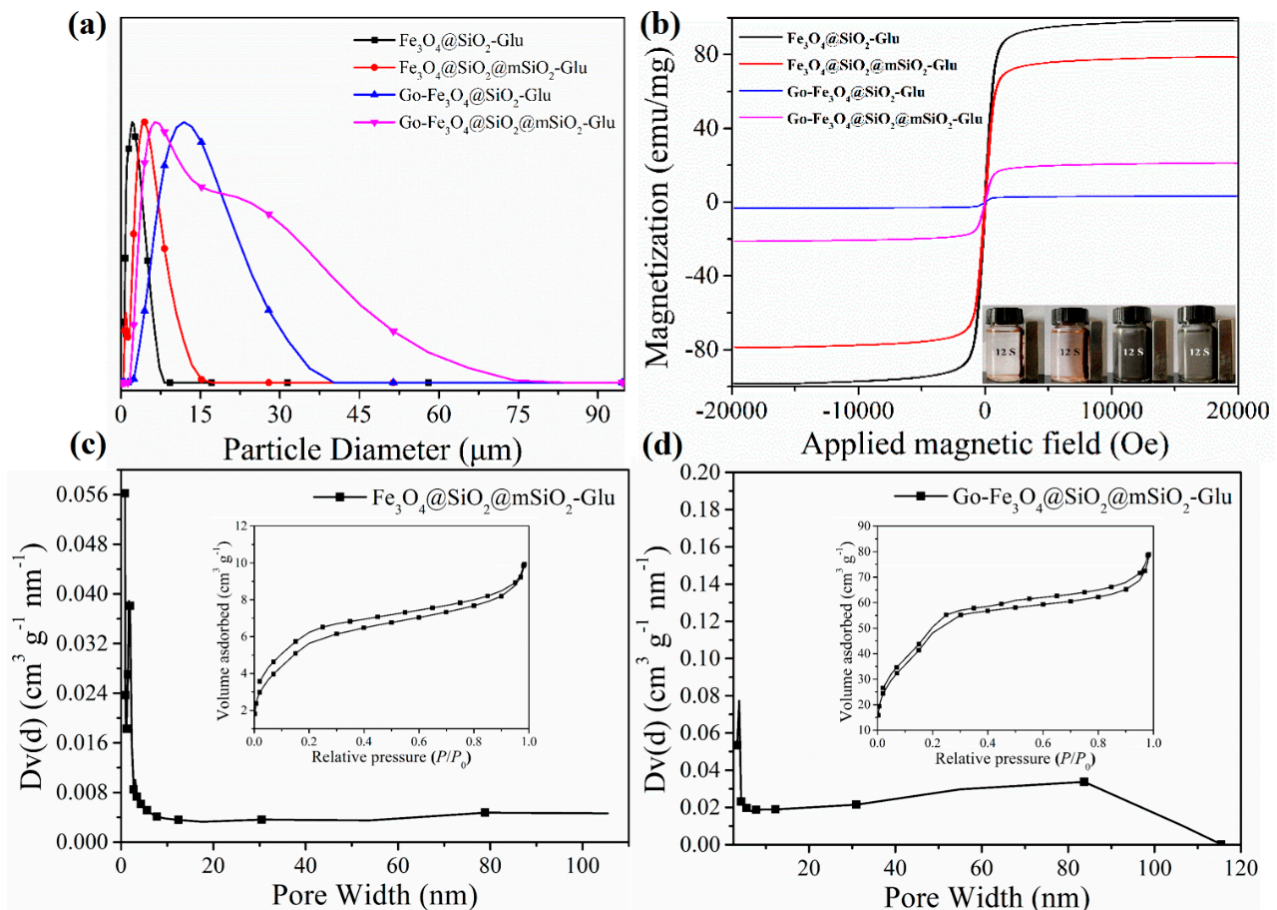 (a)
Fe₃O₄@SiO₂-Glu
Fe₃O₄@SiO₂@mSiO₂-Glu
Go-Fe₃O₄@SiO₂-Glu
Go-Fe₃O₄@SiO₂@mSiO₂-Glu
0 15 30 45 60 75 90
Particle Diameter (μm)
(b)
Fe₃O₄@SiO₂-Glu
Fe₃O₄@SiO₂@mSiO₂-Glu
Go-Fe₃O₄@SiO₂-Glu
Go-Fe₃O₄@SiO₂@mSiO₂-Glu
Magnetization (emu/mg)
80
40
0
-40
-80
12 S 12 S 12 S 12 S
-20000 -10000 0 10000 20000
Applied magnetic field (Oe)
(c)
Fe₃O₄@SiO₂@mSiO₂-Glu
Dv(d) (cm³ g⁻¹ nm⁻¹)
0.056
0.048
0.040
0.032
0.024
0.016
0.008
0.000
Volume asdorbed (cm³ g⁻¹)
12
10
8
6
4
2
0.0 0.2 0.4 0.6 0.8 1.0
Relative pressure (P/P₀)
0 20 40 60 80 100
Pore Width (nm)
(d)
Go-Fe₃O₄@SiO₂@mSiO₂-Glu
Dv(d) (cm³ g⁻¹ nm⁻¹)
0.20
0.18
0.16
0.14
0.12
0.10
0.08
0.06
0.04
0.02
0.00
Volume asdorbed (cm³ g⁻¹)
90
80
70
60
50
40
30
20
10
0.0 0.2 0.4 0.6 0.8 1.0
Relative pressure (P/P₀)
20 40 60 80 100 120
Pore Width (nm)